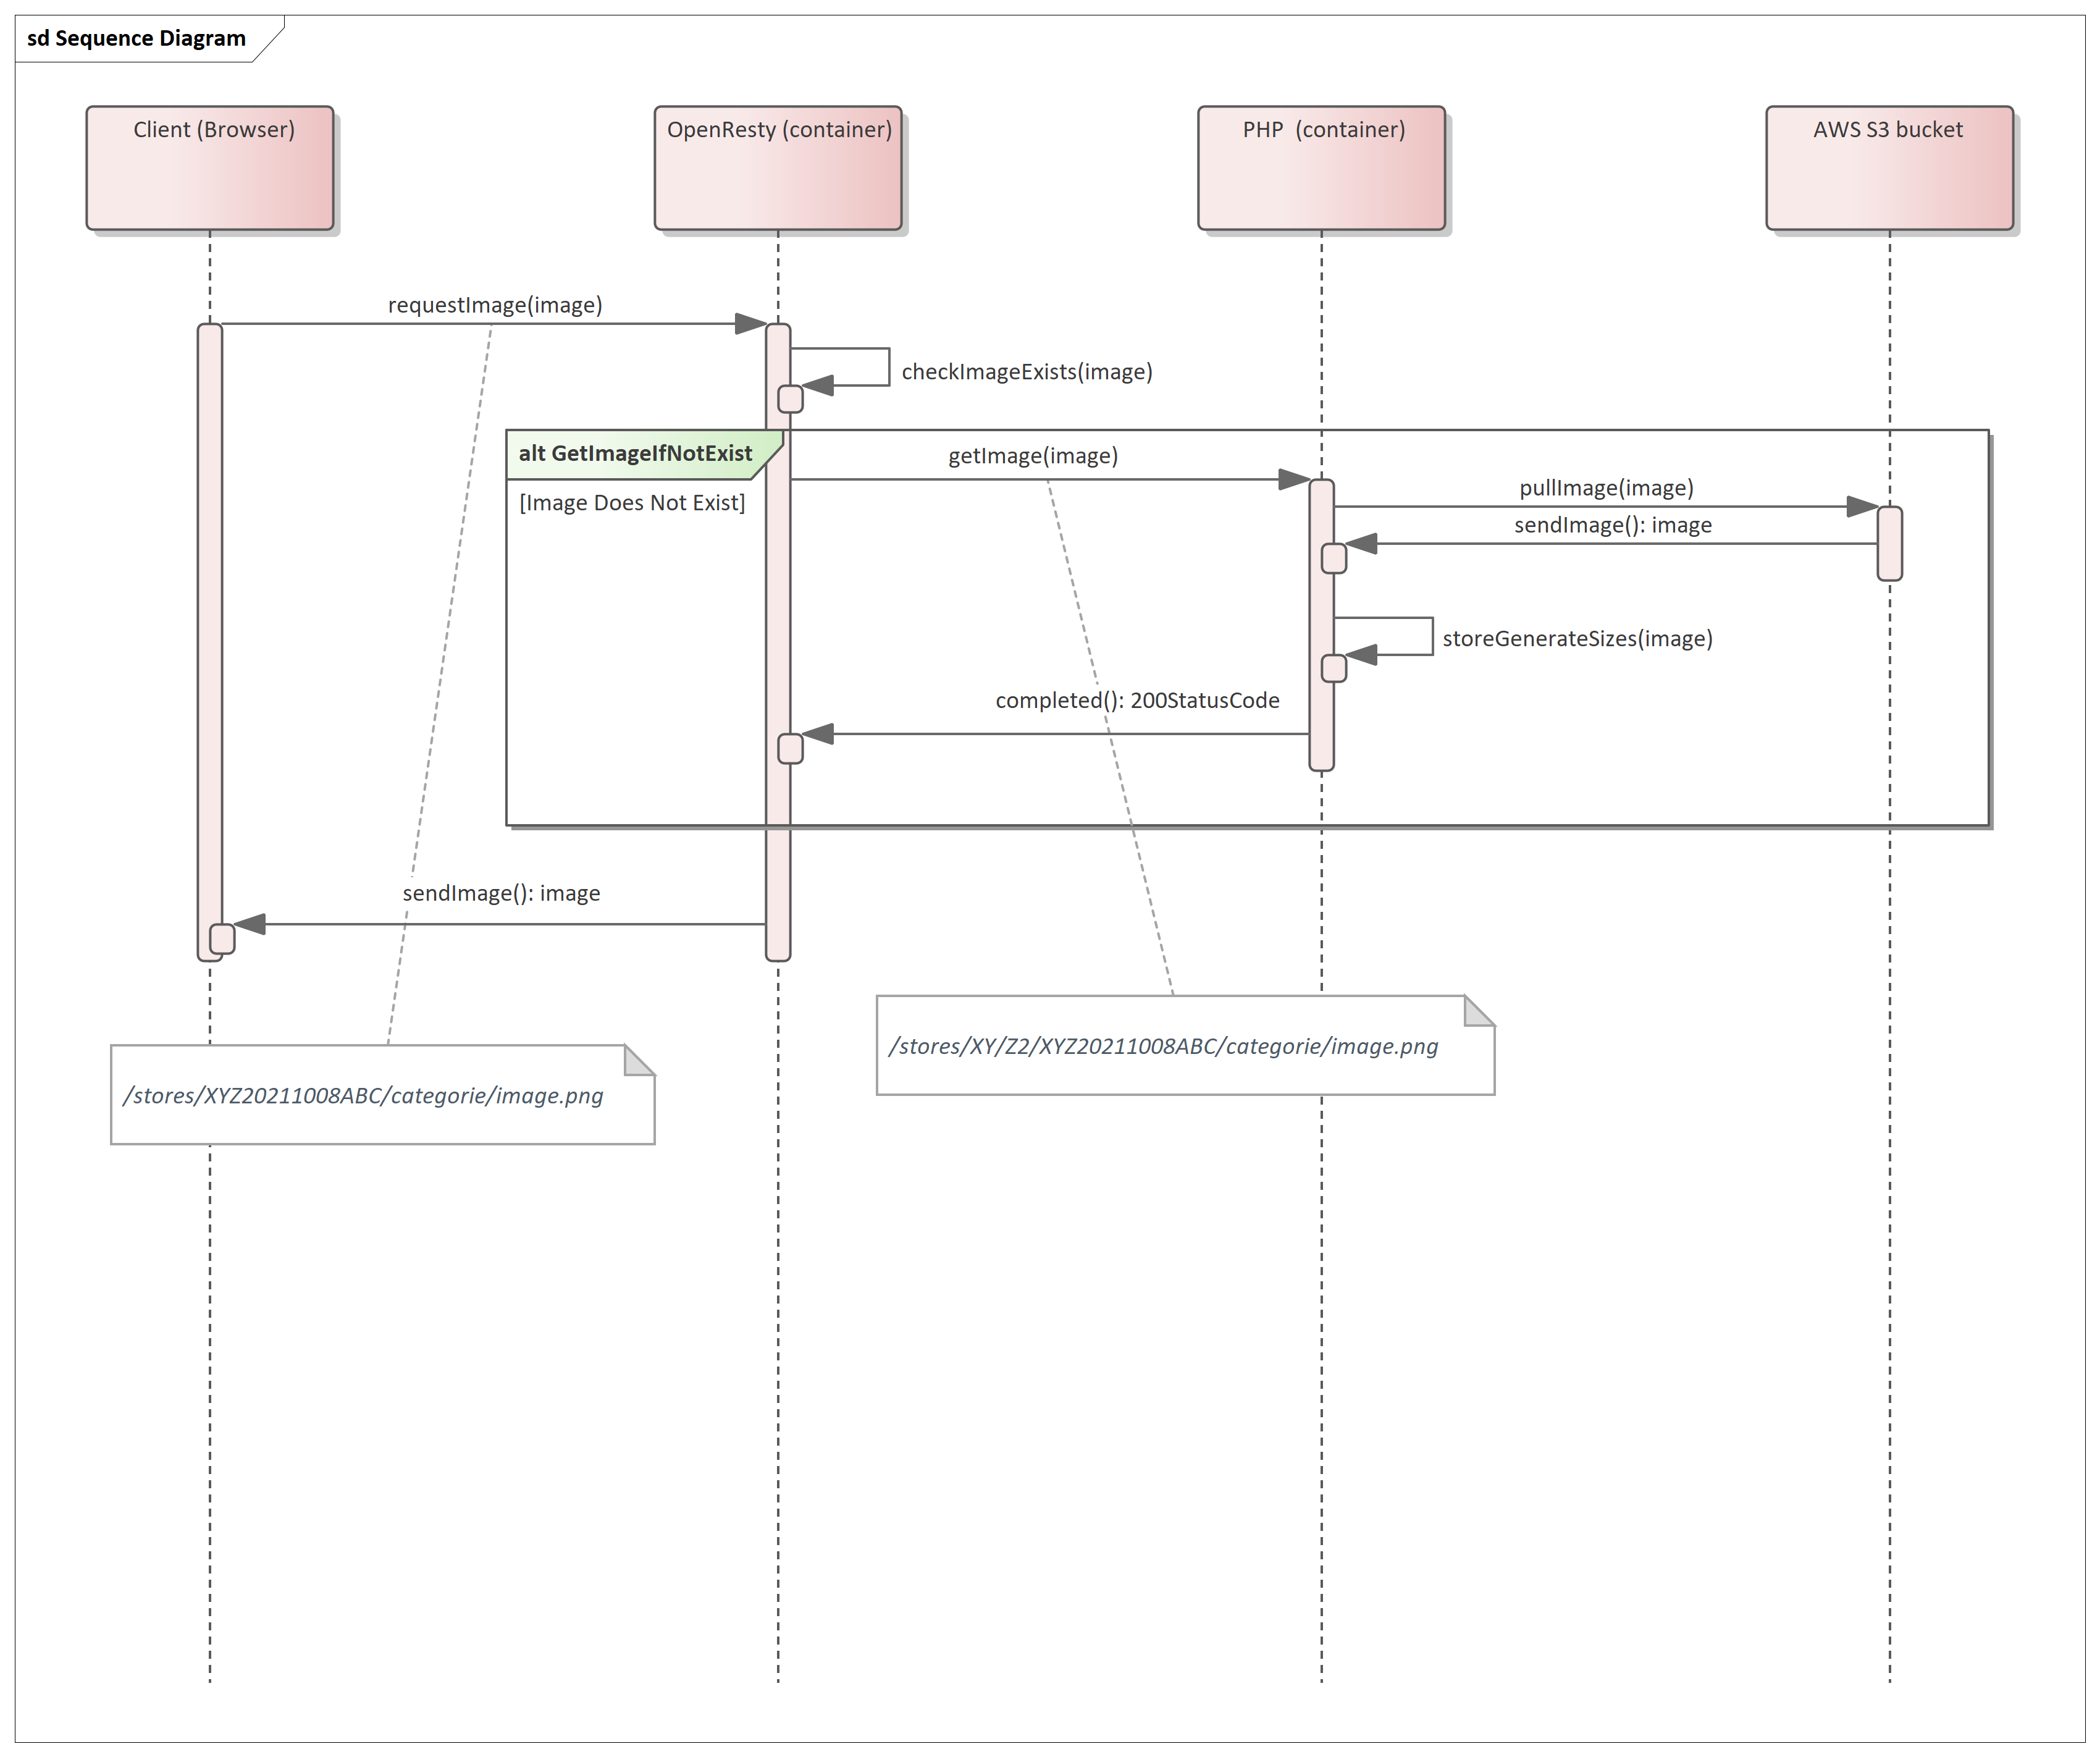 sd Sequence Diagram
Client (Browser)
OpenResty (container)
PHP  (container)
AWS S3 bucket
requestImage(image)
checkImageExists(image)
alt GetImageIfNotExist
getImage(image)
[Image Does Not Exist]
pullImage(image)
sendImage(): image
storeGenerateSizes(image)
completed(): 200StatusCode
sendImage(): image
/stores/XY/Z2/XYZ20211008ABC/categorie/image.png
/stores/XYZ20211008ABC/categorie/image.png